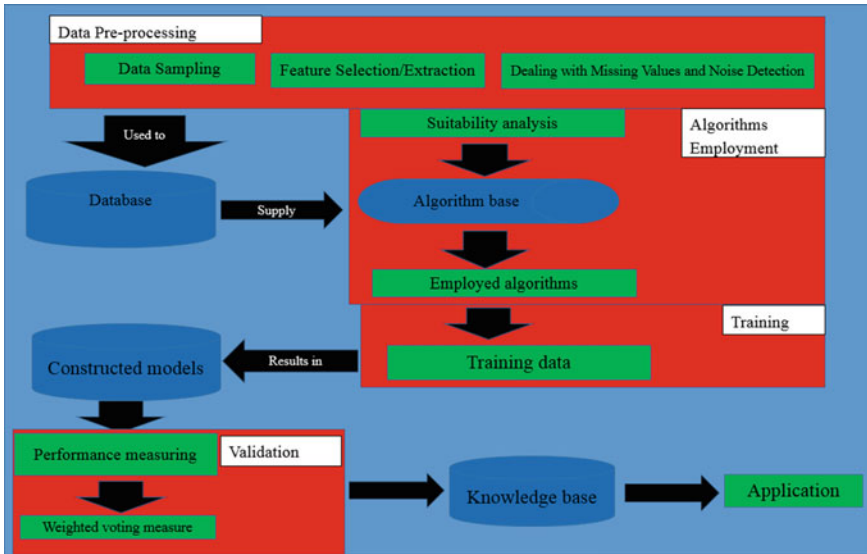 Data Pre-processing
Data Sampling
Feature Selection/Extraction
Dealing with Missing Values and Noise Detection
Used to
Suitability analysis
Algorithms
Employment
Database
Supply
Algorithm base
Employed algorithms
Training
Constructed models
Results in
Training data
Performance measuring
Validation
Weighted voting measure
Knowledge base
Application